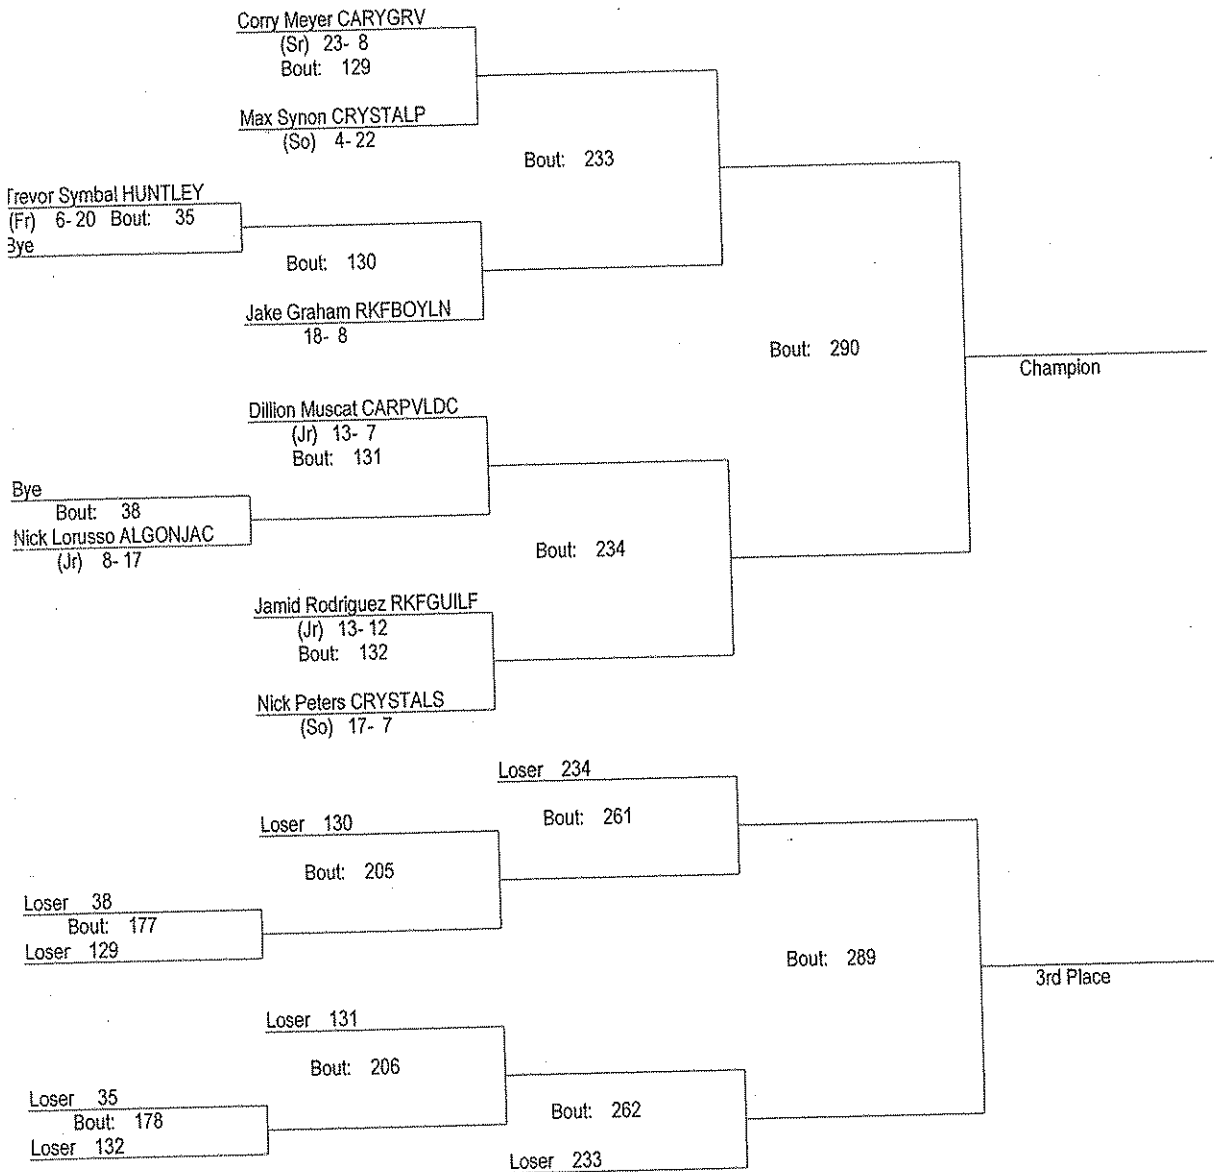 Corry Meyer CARYGRV
(Sr) 23- 8
Bout: 129
Max Synon CRYSTALP
(So) 4- 22
Bout: 233
Trevor Symbal HUNTLEY
(Fr) 6- 20 Bout: 35
Bye
Bout: 130
Jake Graham RKFBOYLN
18- 8
Bout: 290
Champion
Dillion Muscat CARPVLDC
(Jr) 13- 7
Bout: 131
Bye
Bout: 38
Nick Lorusso ALGONJAC
(Jr) 8- 17
Bout: 234
Jamid Rodriguez RKFGUILF
(Jr) 13- 12
Bout: 132
Nick Peters CRYSTALS
(So) 17- 7
Loser 234
Bout: 261
Loser 130
Bout: 205
Loser 38
Bout: 177
Loser 129
Bout: 289
3rd Place
Loser 131
Bout: 206
Loser 35
Bout: 178
Loser 132
Bout: 262
Loser 233